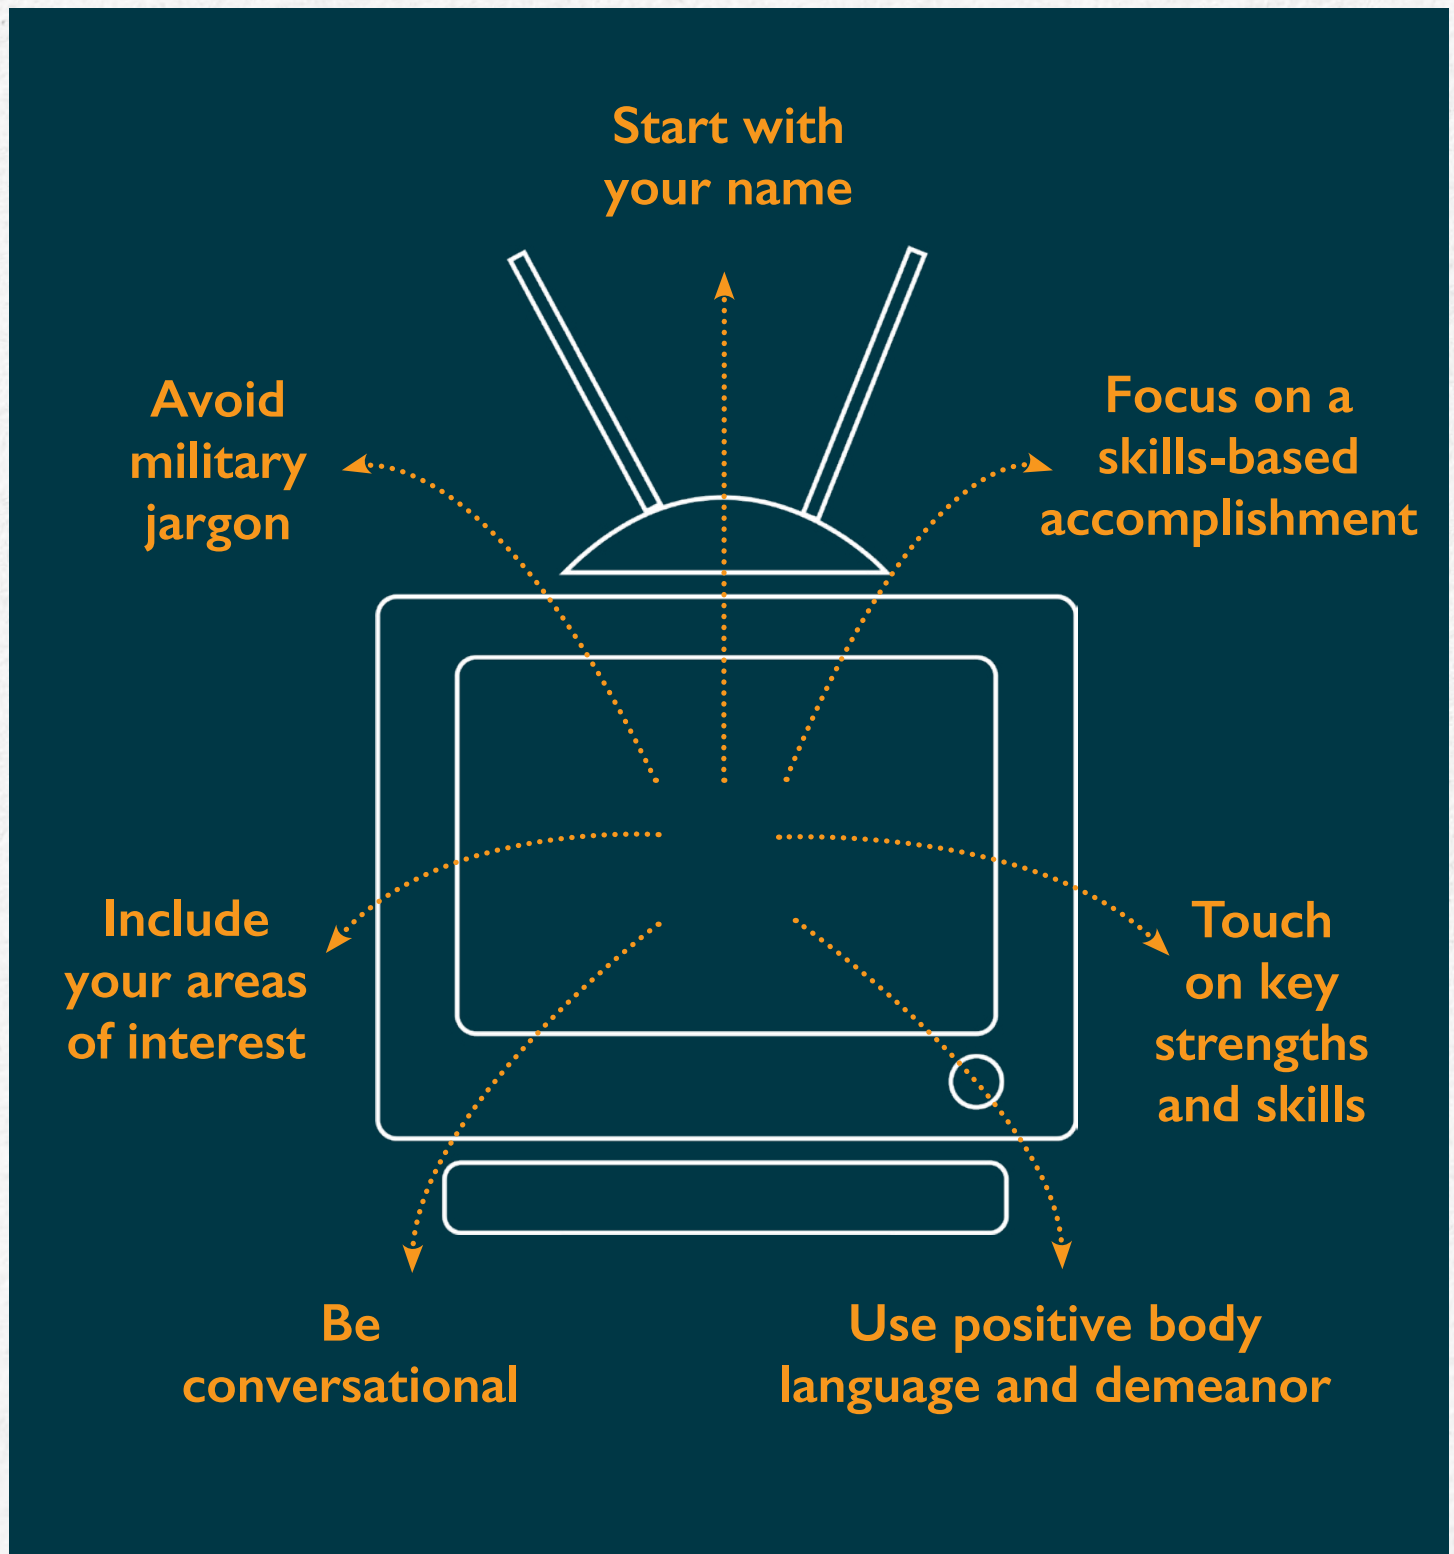 Start with
your name
Avoid
military
jargon
Focus on a
skills-based
accomplishment
Include
your areas
of interest
Touch
on key
strengths
and skills
Be
conversational
Use positive body
language and demeanor